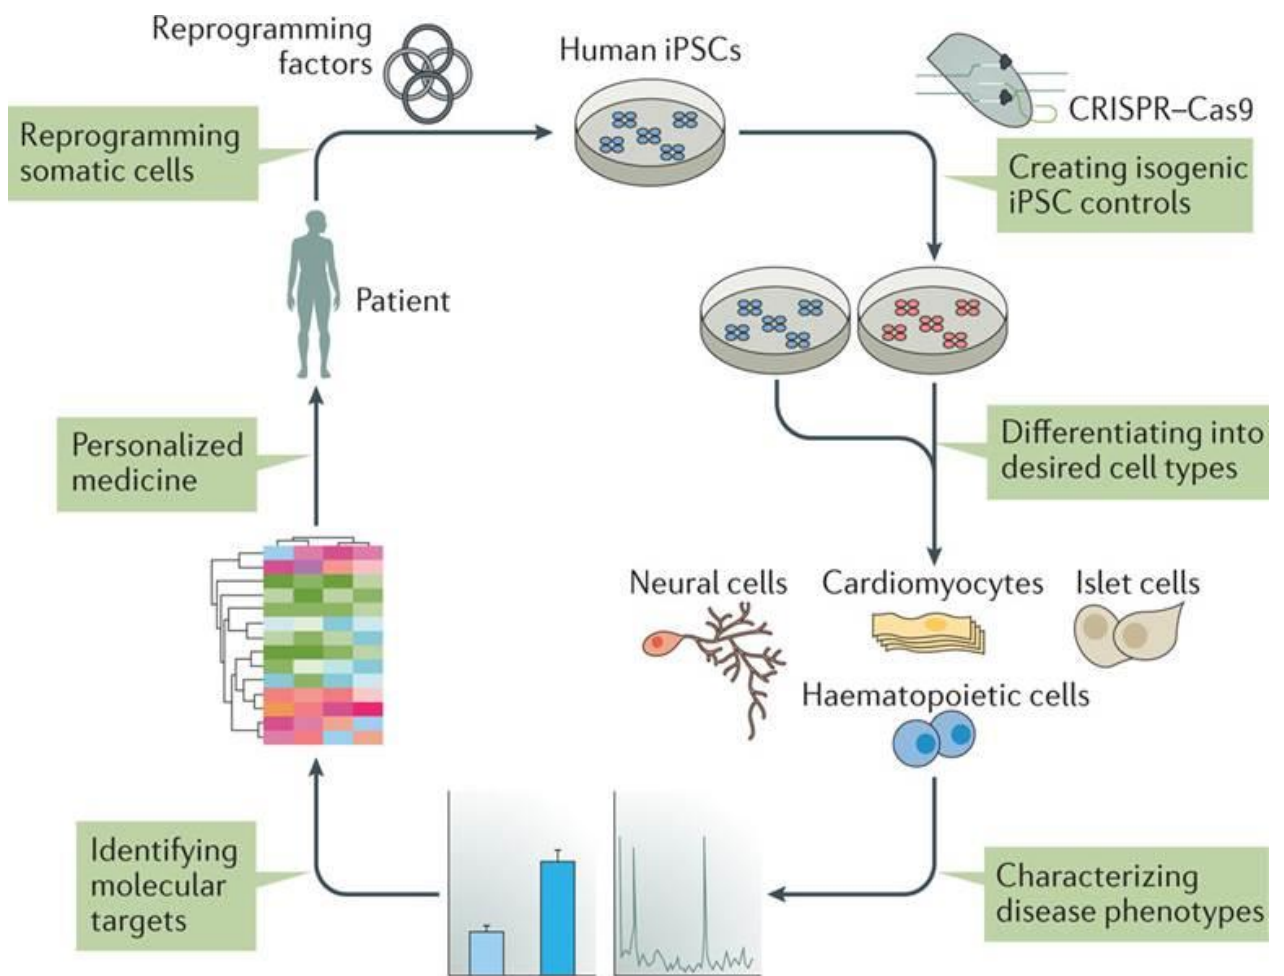 Reprogramming
factors
Human iPSCs
CRISPR–Cas9
Reprogramming
somatic cells
Creating isogenic
iPSC controls
Patient
Personalized
medicine
Differentiating into
desired cell types
Neural cells
Cardiomyocytes
Islet cells
Haematopoietic cells
Identifying
molecular
targets
Characterizing
disease phenotypes